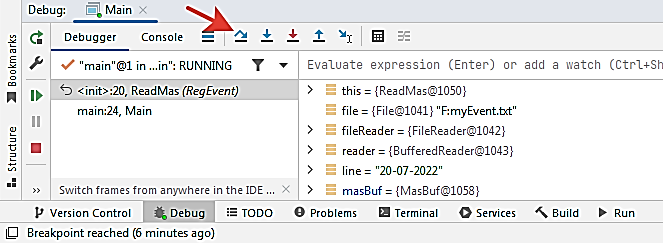 Debug: Main ×
Debugger Console
"main"@1 in ...in": RUNNING
<init>:20, ReadMas (RegEvent)
main:24, Main
Switch frames from anywhere in the IDE ... ×
Evaluate expression (Enter) or add a watch (Ctrl+Sh
this = {ReadMas@1050}
file = {File@1041} "F:myEvent.txt"
fileReader = {FileReader@1042}
reader = {BufferedReader@1043}
line = "20-07-2022"
masBuf = {MasBuf@1058}
Bookmarks
Structure
Version Control Debug TODO Problems Terminal Services Build Run
Breakpoint reached (6 minutes ago)